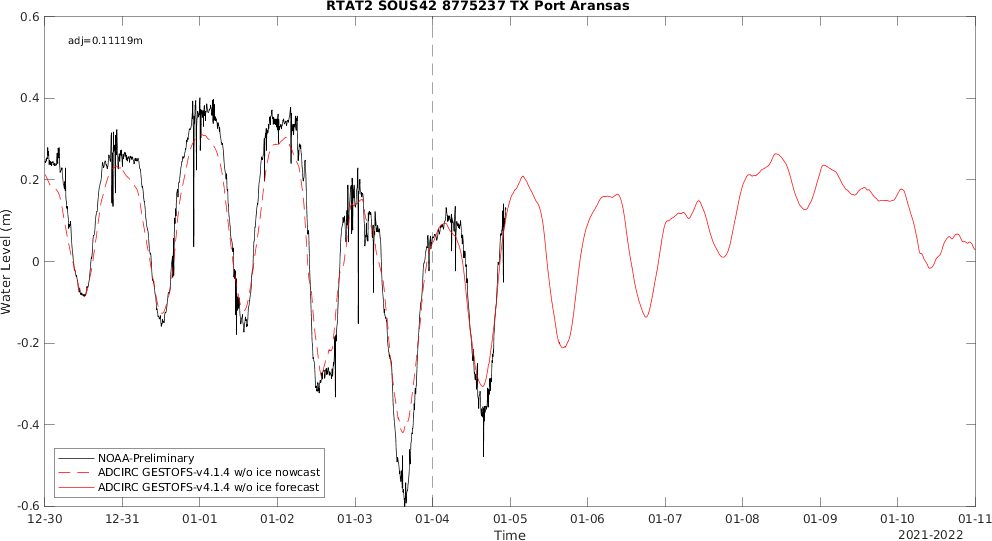 RTAT2 SOUS42 8775237 TX Port Aransas
adj=0.11119m
0.6
0.4
0.2
0
-0.2
-0.4
-0.6
Water Level (m)
NOAA-Preliminary
ADCIRC GESTOFS-v4.1.4 w/o ice nowcast
ADCIRC GESTOFS-v4.1.4 w/o ice forecast
12-30 12-31 01-01 01-02 01-03 01-04 01-05 01-06 01-07 01-08 01-09 01-10 01-11
Time
2021-2022